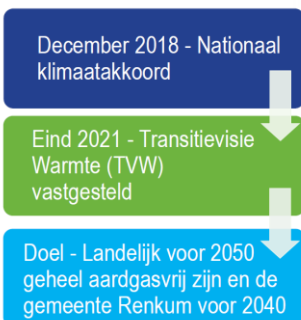 December 2018 - Nationaal
klimaatakkoord
Eind 2021 - Transitievisie
Warmte (TVW)
vastgesteld
Doel - Landelijk voor 2050
geheel aardgasvrij zijn en de
gemeente Renkum voor 2040